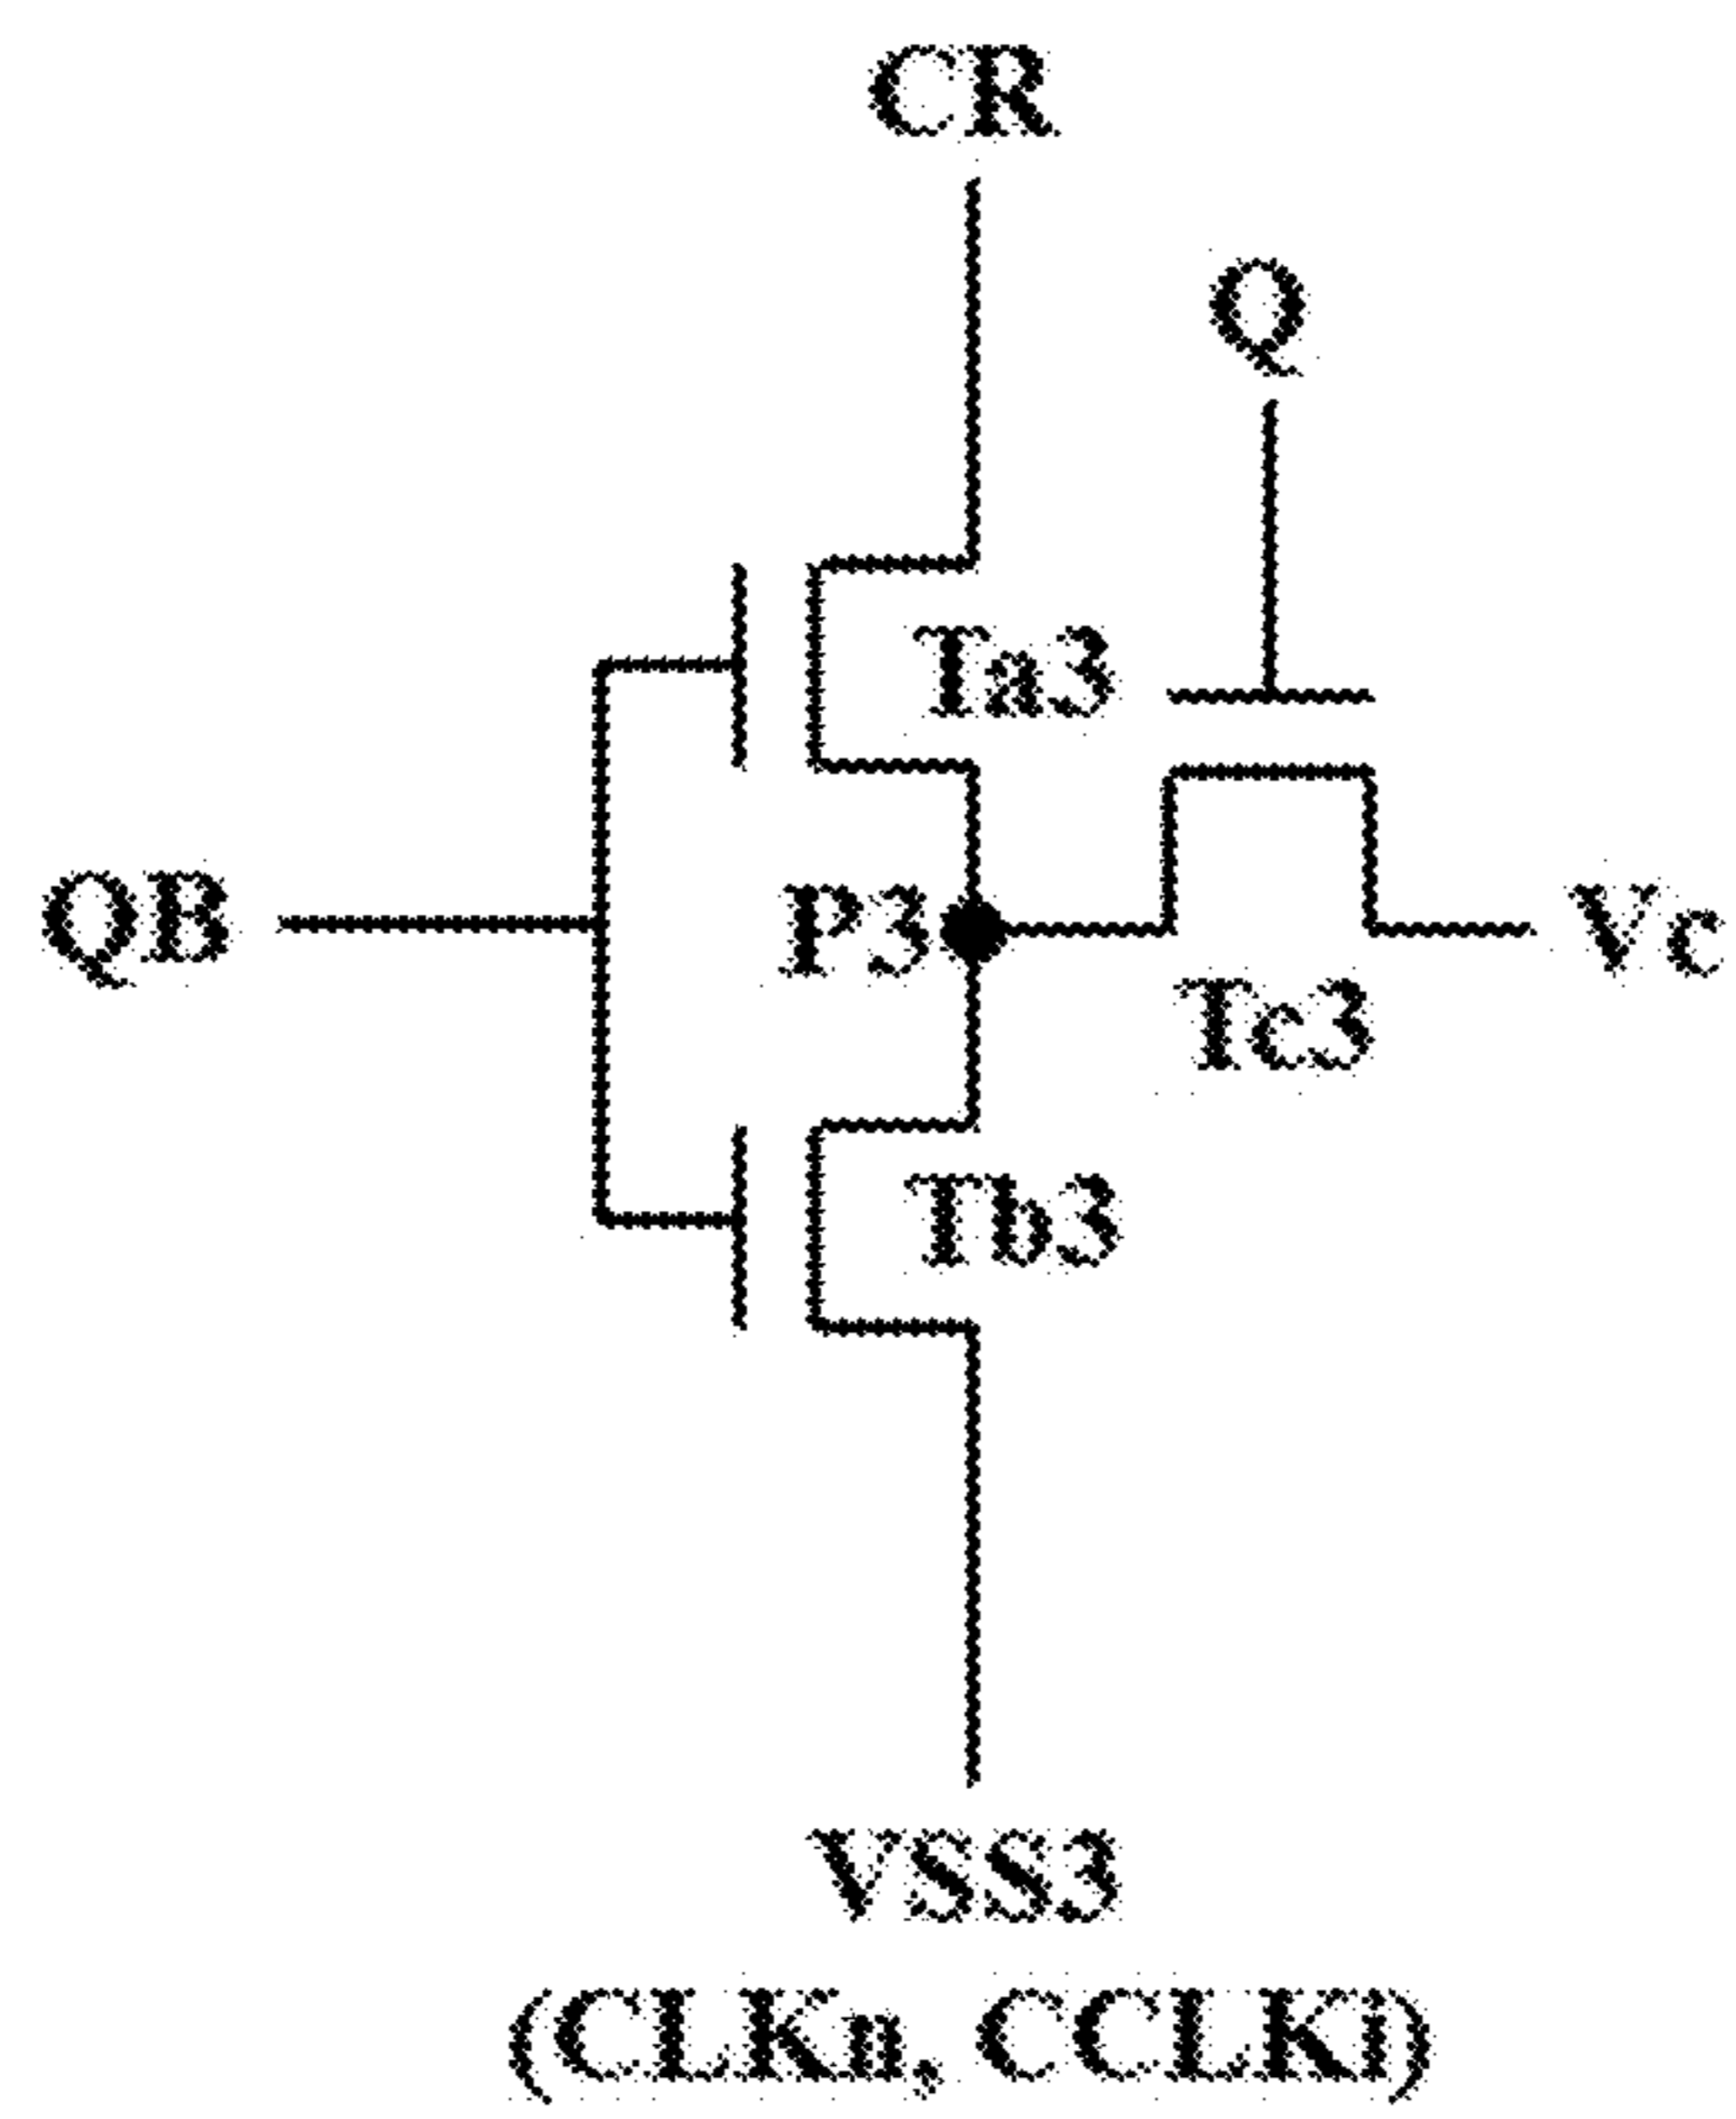 CR
Q
Ta3
QB
P3
Vc
Tc3
Tb3
VSS3
(CLKn, CCLKl)